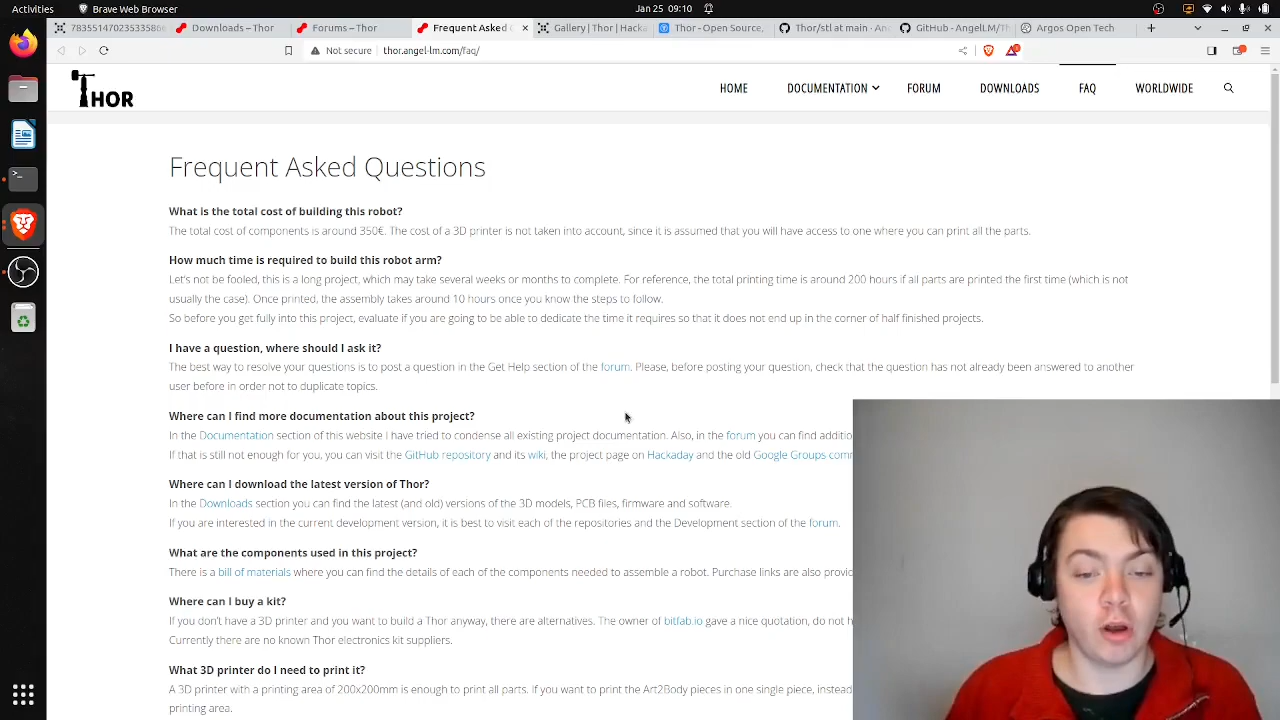 Activities Brave Web Browser Jan 25 09:10
Downloads – Thor Forums – Thor Frequent Asked Gallery | Thor | Hacka Thor - Open Source, Thor/stl at main · An GitHub - AngelLM/Th Argos Open Tech
Not secure thor.angel-lm.com/faq/
THOR HOME DOCUMENTATION FORUM DOWNLOADS FAQ WORLDWIDE
Frequent Asked Questions
What is the total cost of building this robot?
The total cost of components is around 350€. The cost of a 3D printer is not taken into account, since it is assumed that you will have access to one where you can print all the parts.
How much time is required to build this robot arm?
Let's not be fooled, this is a long project, which may take several weeks or months to complete. For reference, the total printing time is around 200 hours if all parts are printed the first time (which is not
usually the case). Once printed, the assembly takes around 10 hours once you know the steps to follow.
So before you get fully into this project, evaluate if you are going to be able to dedicate the time it requires so that it does not end up in the corner of half finished projects.
I have a question, where should I ask it?
The best way to resolve your questions is to post a question in the Get Help section of the forum. Please, before posting your question, check that the question has not already been answered to another
user before in order not to duplicate topics.
Where can I find more documentation about this project?
In the Documentation section of this website I have tried to condense all existing project documentation. Also, in the forum you can find additio
If that is still not enough for you, you can visit the GitHub repository and its wiki, the project page on Hackaday and the old Google Groups com
Where can I download the latest version of Thor?
In the Downloads section you can find the latest (and old) versions of the 3D models, PCB files, firmware and software.
If you are interested in the current development version, it is best to visit each of the repositories and the Development section of the forum.
What are the components used in this project?
There is a bill of materials where you can find the details of each of the components needed to assemble a robot. Purchase links are also provi
Where can I buy a kit?
If you don't have a 3D printer and you want to build a Thor anyway, there are alternatives. The owner of bitfab.io gave a nice quotation, do not h
Currently there are no known Thor electronics kit suppliers.
What 3D printer do I need to print it?
A 3D printer with a printing area of 200x200mm is enough to print all parts. If you want to print the Art2Body pieces in one single piece, instead
printing area.